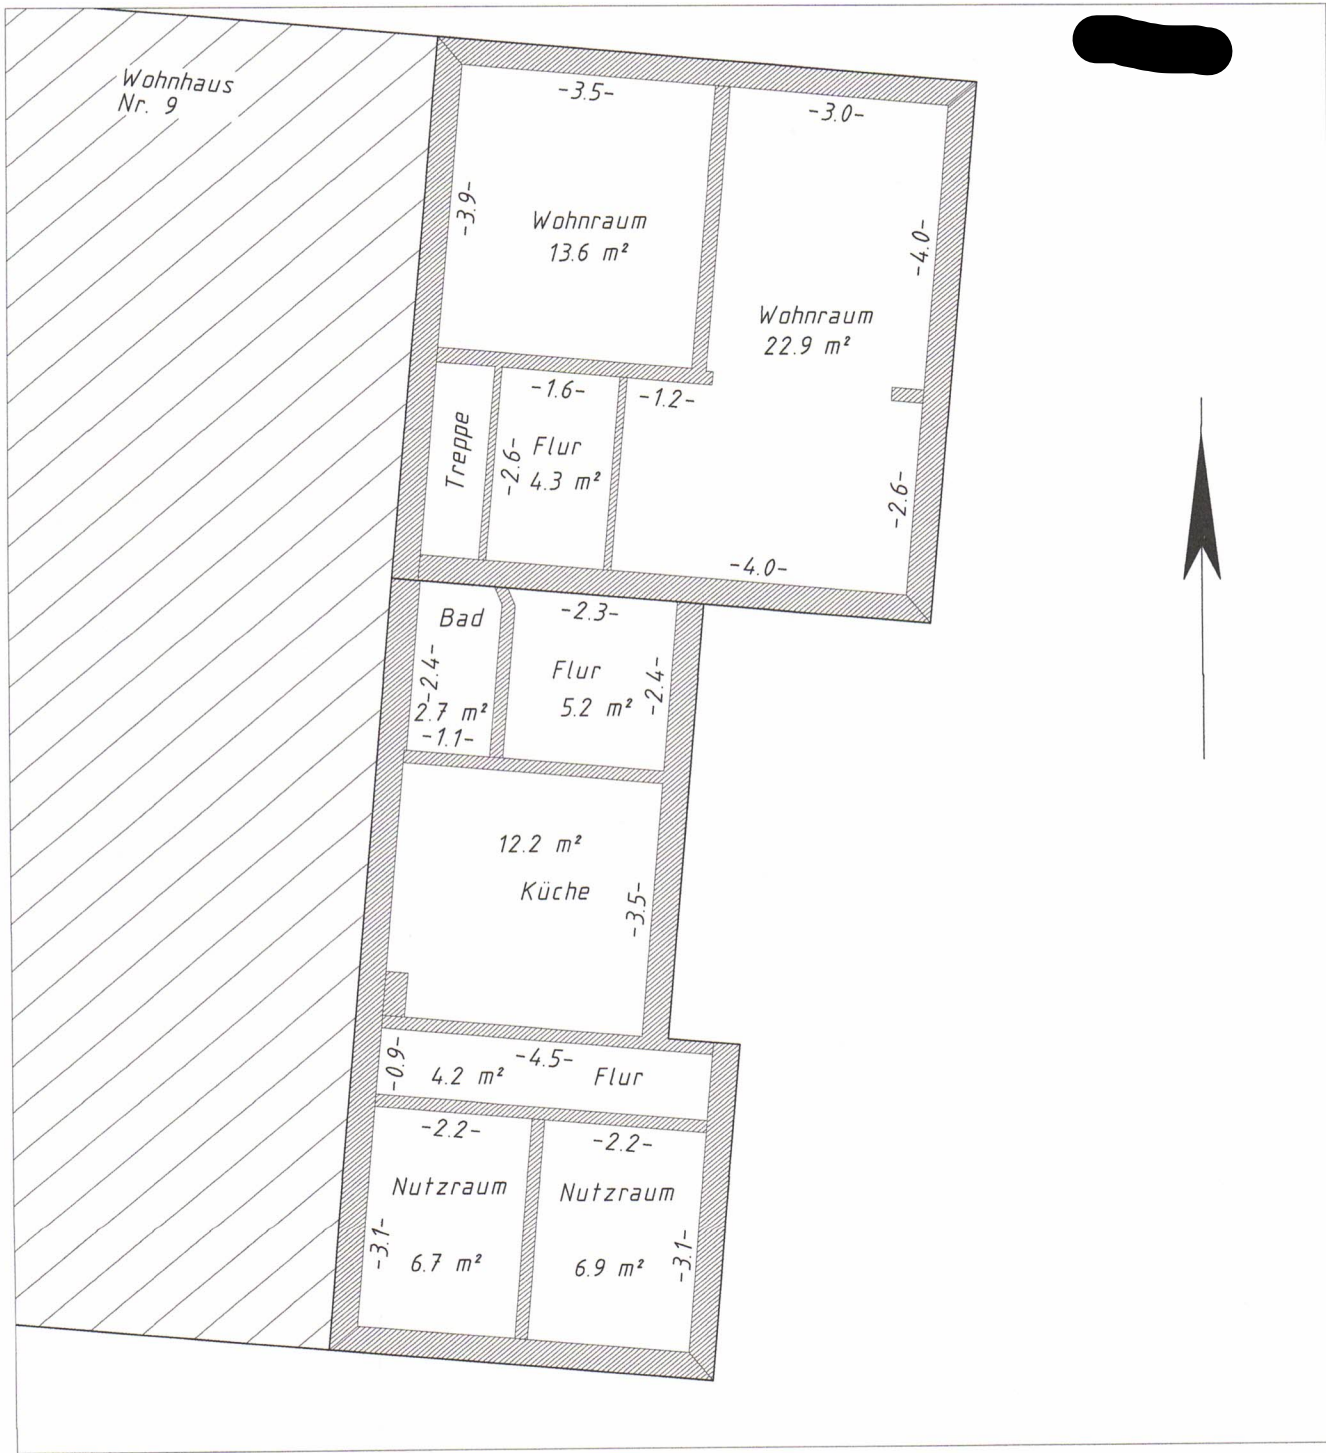 Wohnhaus
Nr. 9
-3.5-
-3.0-
-3.9-
Wohnraum
13.6 m²
-4.0-
Wohnraum
22.9 m²
-1.6-
-1.2-
Treppe
-2.6-
Flur
4.3 m²
-2.6-
-4.0-
Bad
-2.3-
-2.4-
Flur
-2.4-
2.7 m²
5.2 m²
-1.1-
12.2 m²
Küche
-3.5-
-0.9-
-4.5-
4.2 m²
Flur
-2.2-
-2.2-
Nutzraum
Nutzraum
-3.1-
-3.1-
6.7 m²
6.9 m²